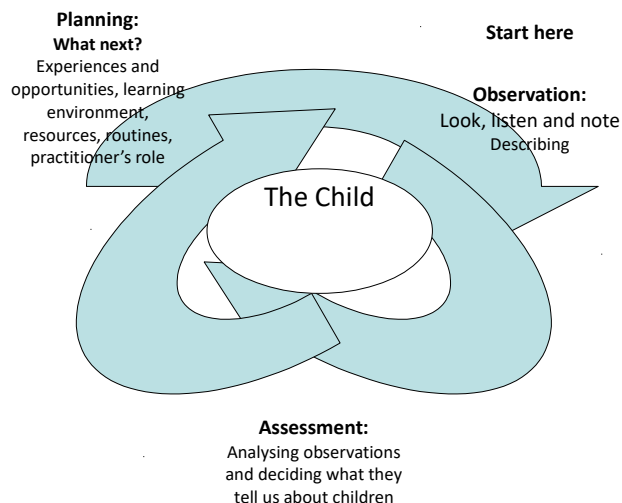 Planning:
What next?
Experiences and
opportunities, learning
environment,
resources, routines,
practitioner's role
Start here
Observation:
Look, listen and note
Describing
The Child
Assessment:
Analysing observations
and deciding what they
tell us about children